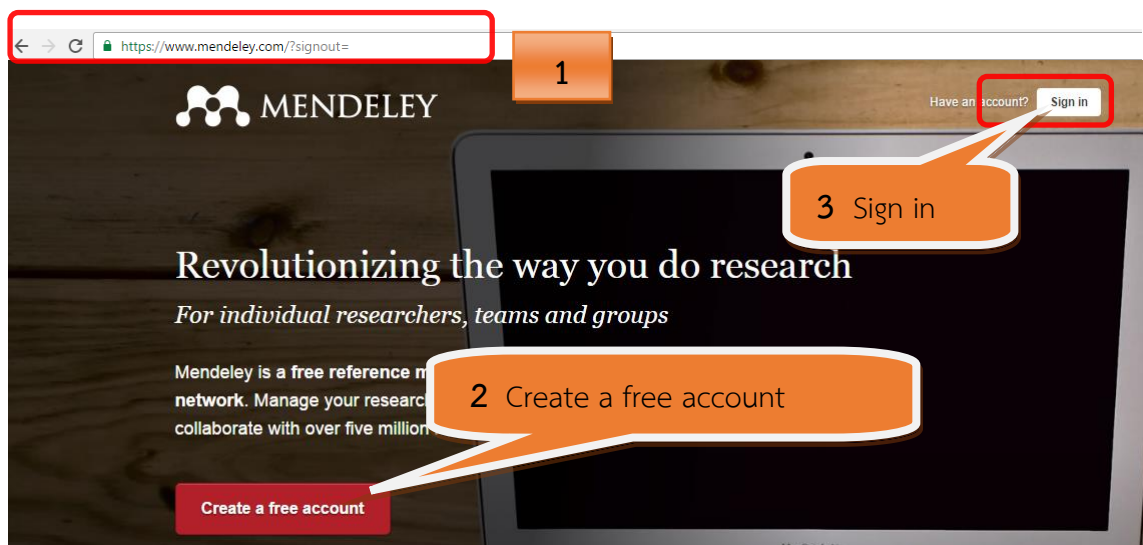 https://www.mendeley.com/?signout=
1
MENDELEY
Have an account? Sign in
3 Sign in
Revolutionizing the way you do research
For individual researchers, teams and groups
Mendeley is a free reference
network. Manage your research
collaborate with over five million
2 Create a free account
Create a free account